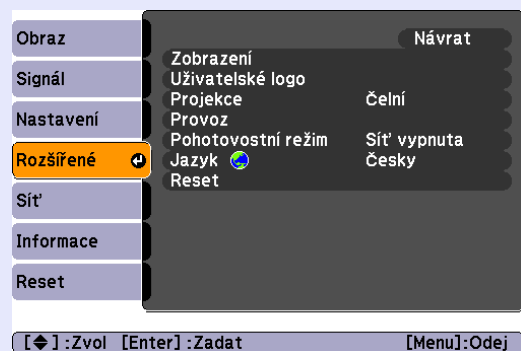 Obraz
Signál
Nastavení
Rozšířené
Síť
Informace
Reset
Návrat
Zobrazení
Uživatelské logo
Projekce Čelní
Provoz
Pohotovostní režim Síť vypnuta
Jazyk Česky
Reset
[◆] :Zvol [Enter] :Zadat [Menu]:Odej